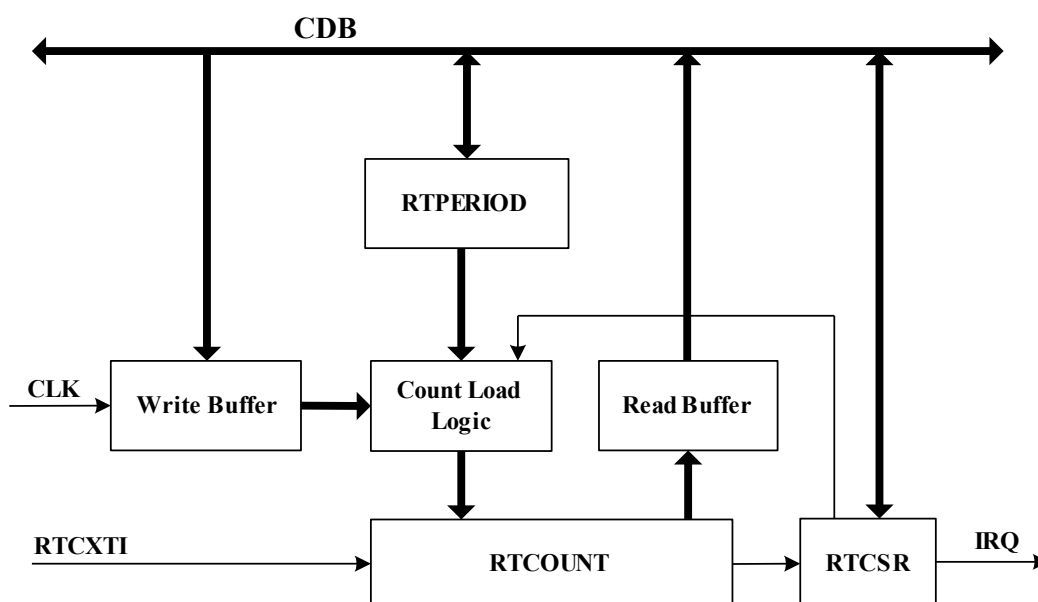 CDB
RTPERIOD
CLK
Write Buffer
Count Load
Logic
Read Buffer
RTCXTI
RTCOUNT
RTCSR
IRQ